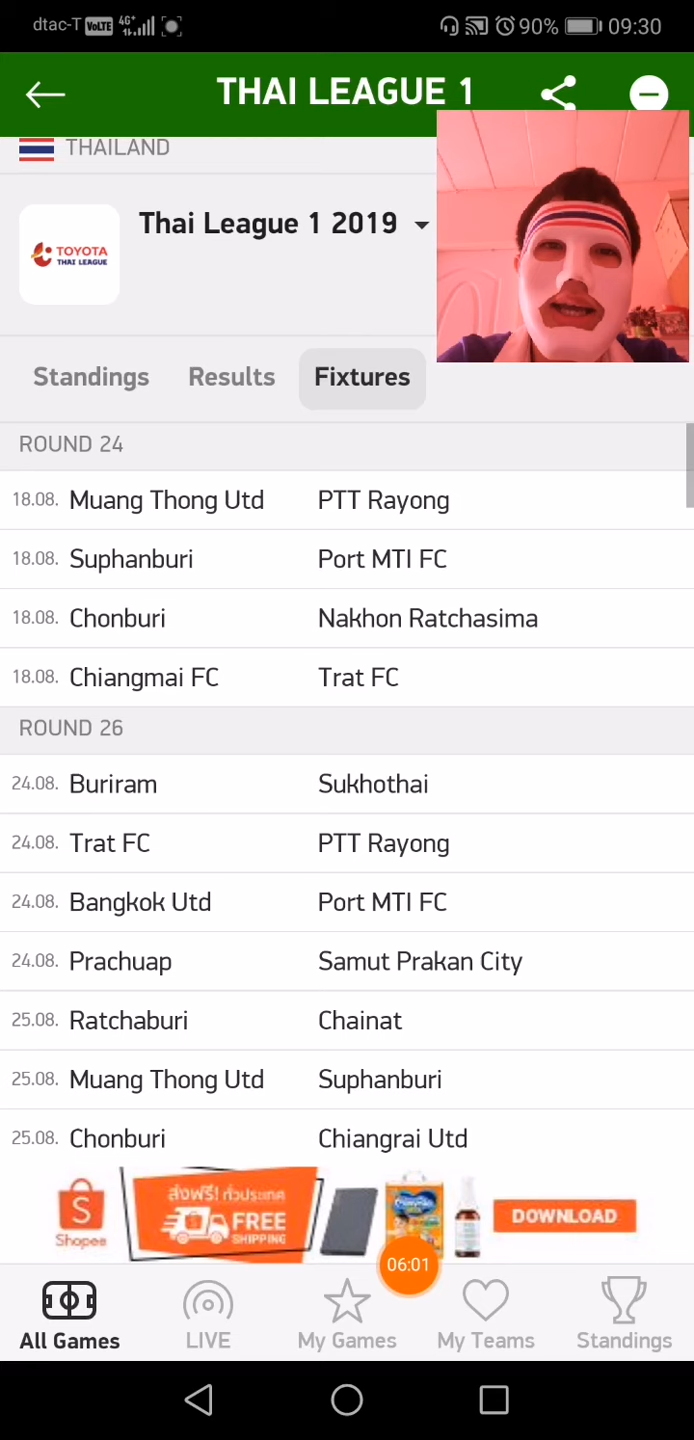 dtac-T VoLTE 4G+ 90% 09:30
THAI LEAGUE 1
THAILAND
TOYOTA
THAI LEAGUE
Thai League 1 2019
Standings Results Fixtures
ROUND 24
18.08. Muang Thong Utd PTT Rayong
18.08. Suphanburi Port MTI FC
18.08. Chonburi Nakhon Ratchasima
18.08. Chiangmai FC Trat FC
ROUND 26
24.08. Buriram Sukhothai
24.08. Trat FC PTT Rayong
24.08. Bangkok Utd Port MTI FC
24.08. Prachuap Samut Prakan City
25.08. Ratchaburi Chainat
25.08. Muang Thong Utd Suphanburi
25.08. Chonburi Chiangrai Utd
S
Shopee
ส่งฟรี! ทั่วประเทศ
FREE
SHIPPING
DOWNLOAD
06:01
All Games LIVE My Games My Teams Standings